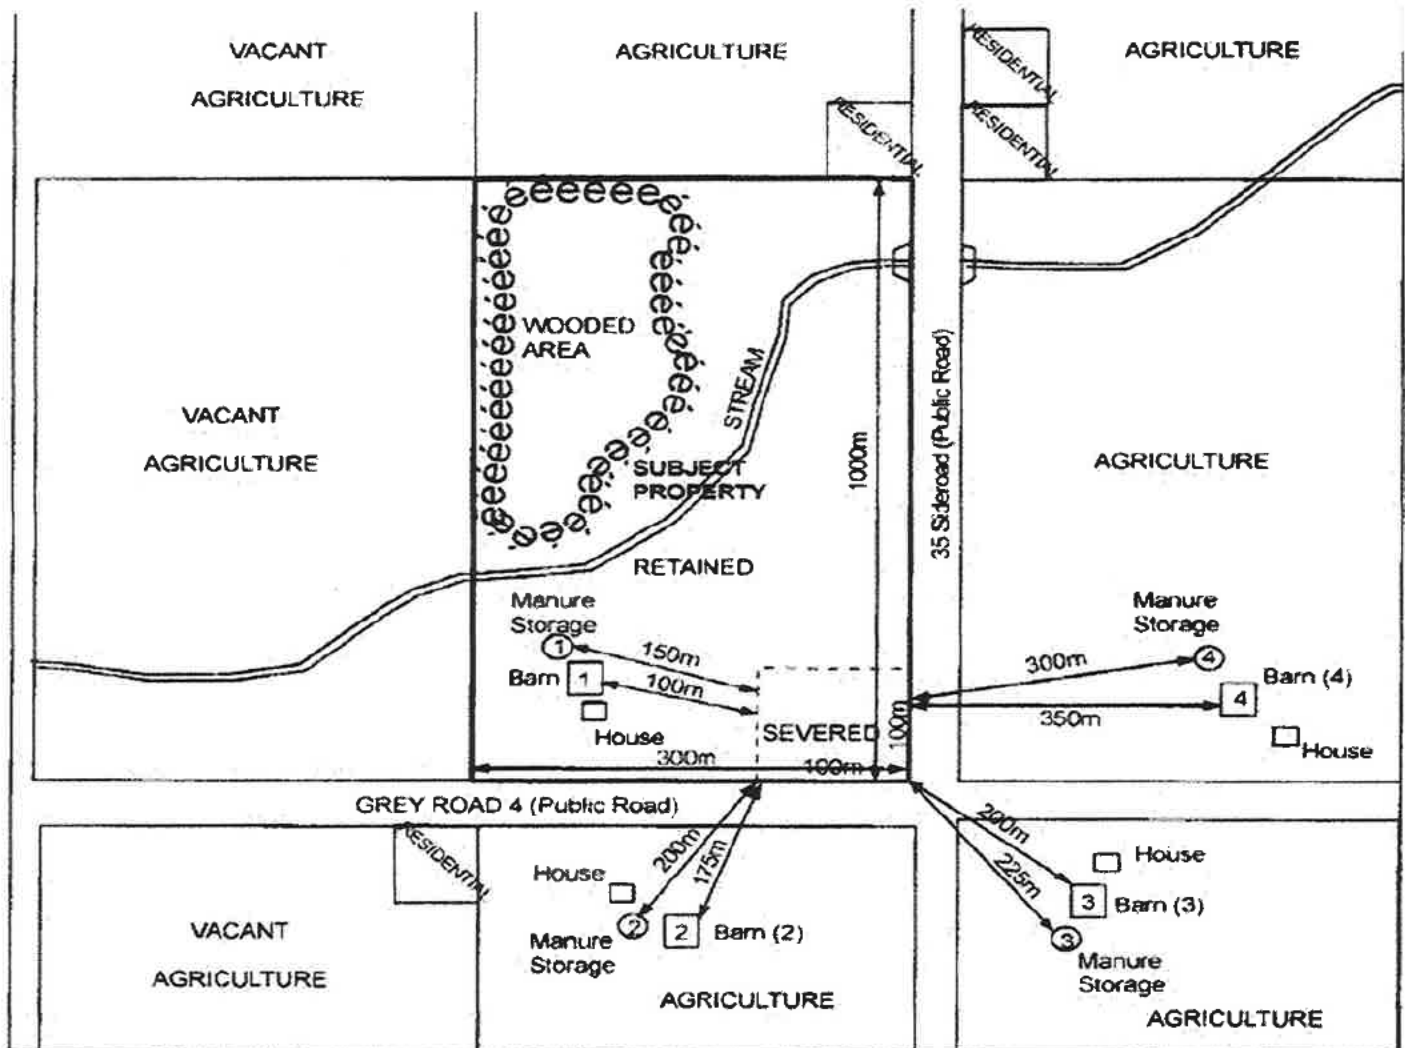 VACANT
AGRICULTURE
AGRICULTURE
RESIDENTIAL
AGRICULTURE
RESIDENTIAL
RESIDENTIAL
WOODED
AREA
STREAM
VACANT
AGRICULTURE
SUBJECT
PROPERTY
1000m
35 Sideroad (Public Road)
AGRICULTURE
RETAINED
Manure
Storage
1
150m
Barn
1
100m
House
SEVERED
100m
300m
100m
Manure
Storage
4
300m
Barn (4)
4
350m
House
GREY ROAD 4 (Public Road)
RESIDENTIAL
VACANT
AGRICULTURE
200m
175m
House
2
2
Barn (2)
Manure
Storage
AGRICULTURE
200m
225m
House
3
Barn (3)
3
Manure
Storage
AGRICULTURE